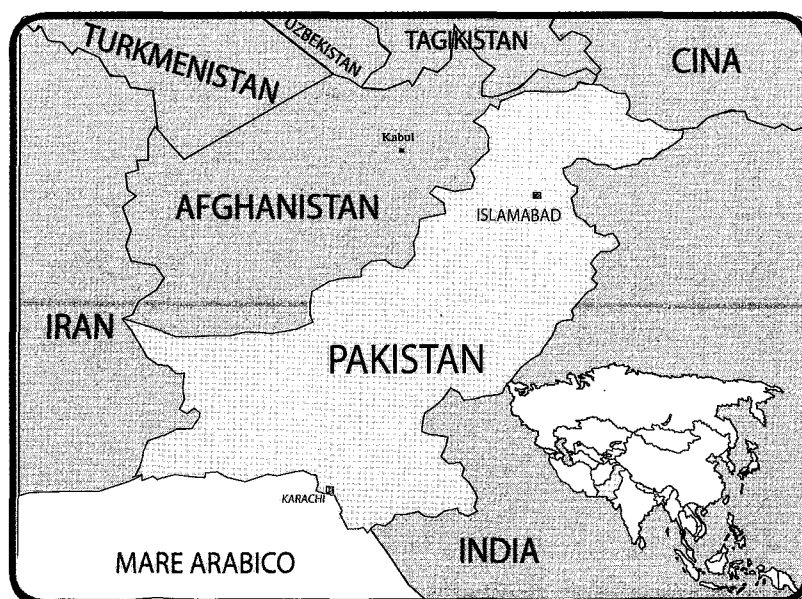 TURKMENISTAN
UZBEKISTAN
TAGIKISTAN
CINA
Kabul
AFGHANISTAN
ISLAMABAD
IRAN
PAKISTAN
KARACHI
MARE ARABICO
INDIA